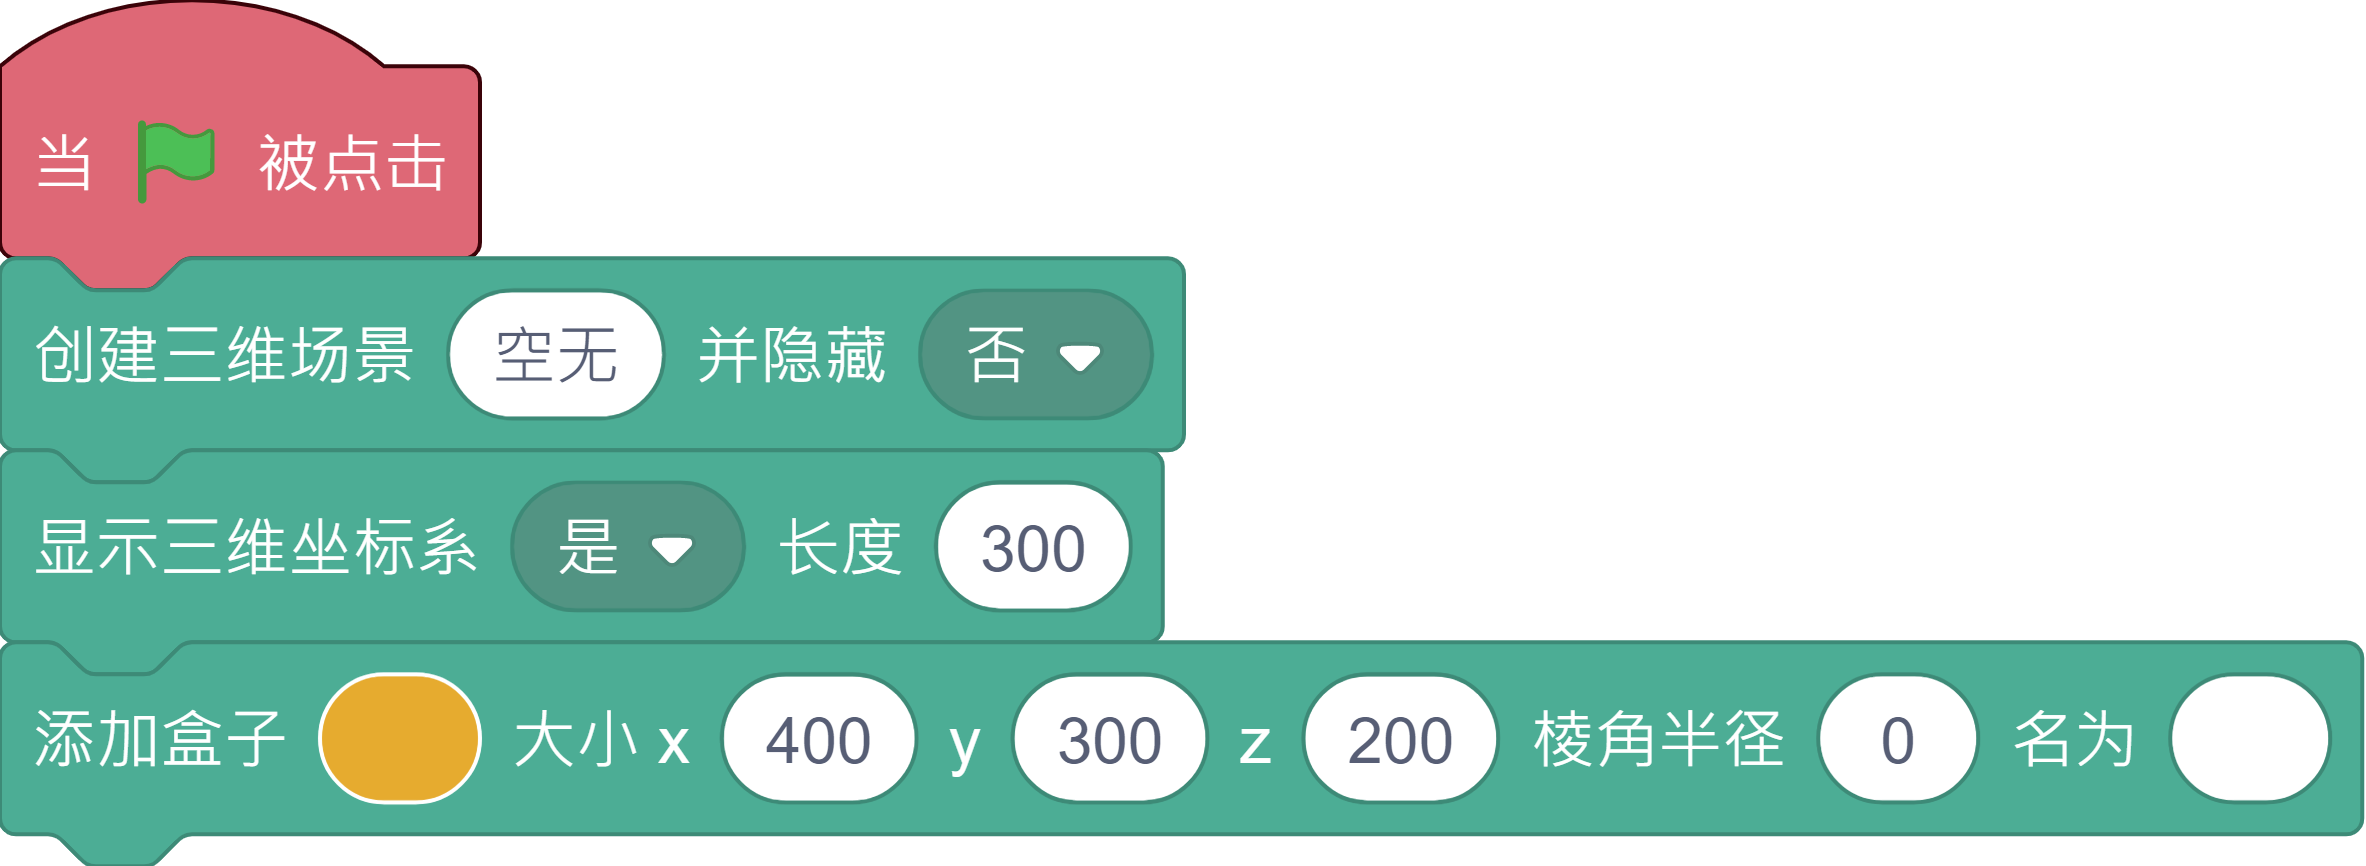 当 被点击
创建三维场景 空无 并隐藏 否
显示三维坐标系 是 长度 300
添加盒子 大小 x 400 y 300 z 200 棱角半径 0 名为